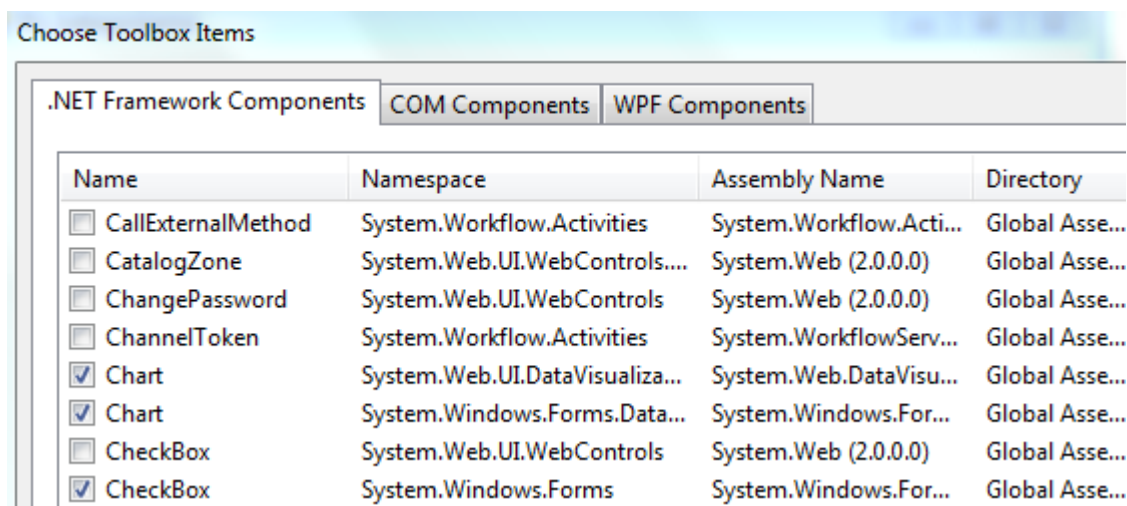 Choose Toolbox Items
.NET Framework Components COM Components WPF Components
Name Namespace Assembly Name Directory
CallExternalMethod System.Workflow.Activities System.Workflow.Acti... Global Asse...
CatalogZone System.Web.UI.WebControls.... System.Web (2.0.0.0) Global Asse...
ChangePassword System.Web.UI.WebControls System.Web (2.0.0.0) Global Asse...
ChannelToken System.Workflow.Activities System.WorkflowServ... Global Asse...
Chart System.Web.UI.DataVisualiza... System.Web.DataVisu... Global Asse...
Chart System.Windows.Forms.Data... System.Windows.For... Global Asse...
CheckBox System.Web.UI.WebControls System.Web (2.0.0.0) Global Asse...
CheckBox System.Windows.Forms System.Windows.For... Global Asse...